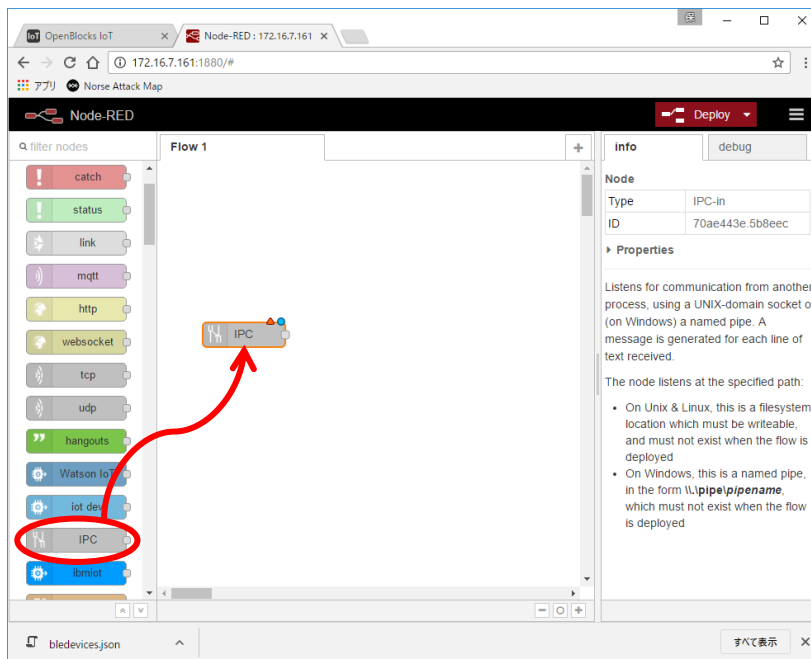 保
OpenBlocks IoT
Node-RED : 172.16.7.161
172.16.7.161:1880/#
アプリ
Norse Attack Map
Node-RED
Deploy
filter nodes
Flow 1
info
debug
catch
status
link
mqtt
http
websocket
tcp
udp
hangouts
Watson IoT
iot dev
IPC
ibmiot
IPC
Node
Type
IPC-in
ID
70ae443e.5b8eec
Properties
Listens for communication from another
process, using a UNIX-domain socket o
(on Windows) a named pipe. A
message is generated for each line of
text received.
The node listens at the specified path:
• On Unix & Linux, this is a filesystem
location which must be writeable,
and must not exist when the flow is
deployed
• On Windows, this is a named pipe,
in the form \\.\pipe\pipename,
which must not exist when the flow
is deployed
bledevices.json
すべて表示